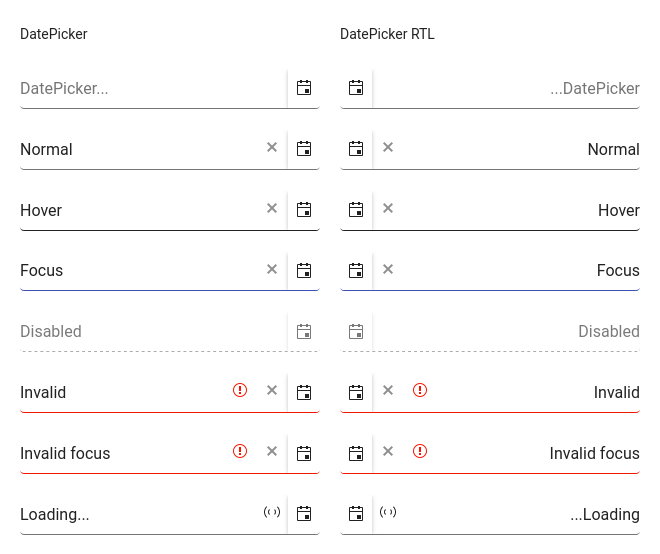 DatePicker DatePicker RTL
DatePicker... ...DatePicker
Normal Normal
Hover Hover
Focus Focus
Disabled Disabled
Invalid Invalid
Invalid focus Invalid focus
Loading... ...Loading